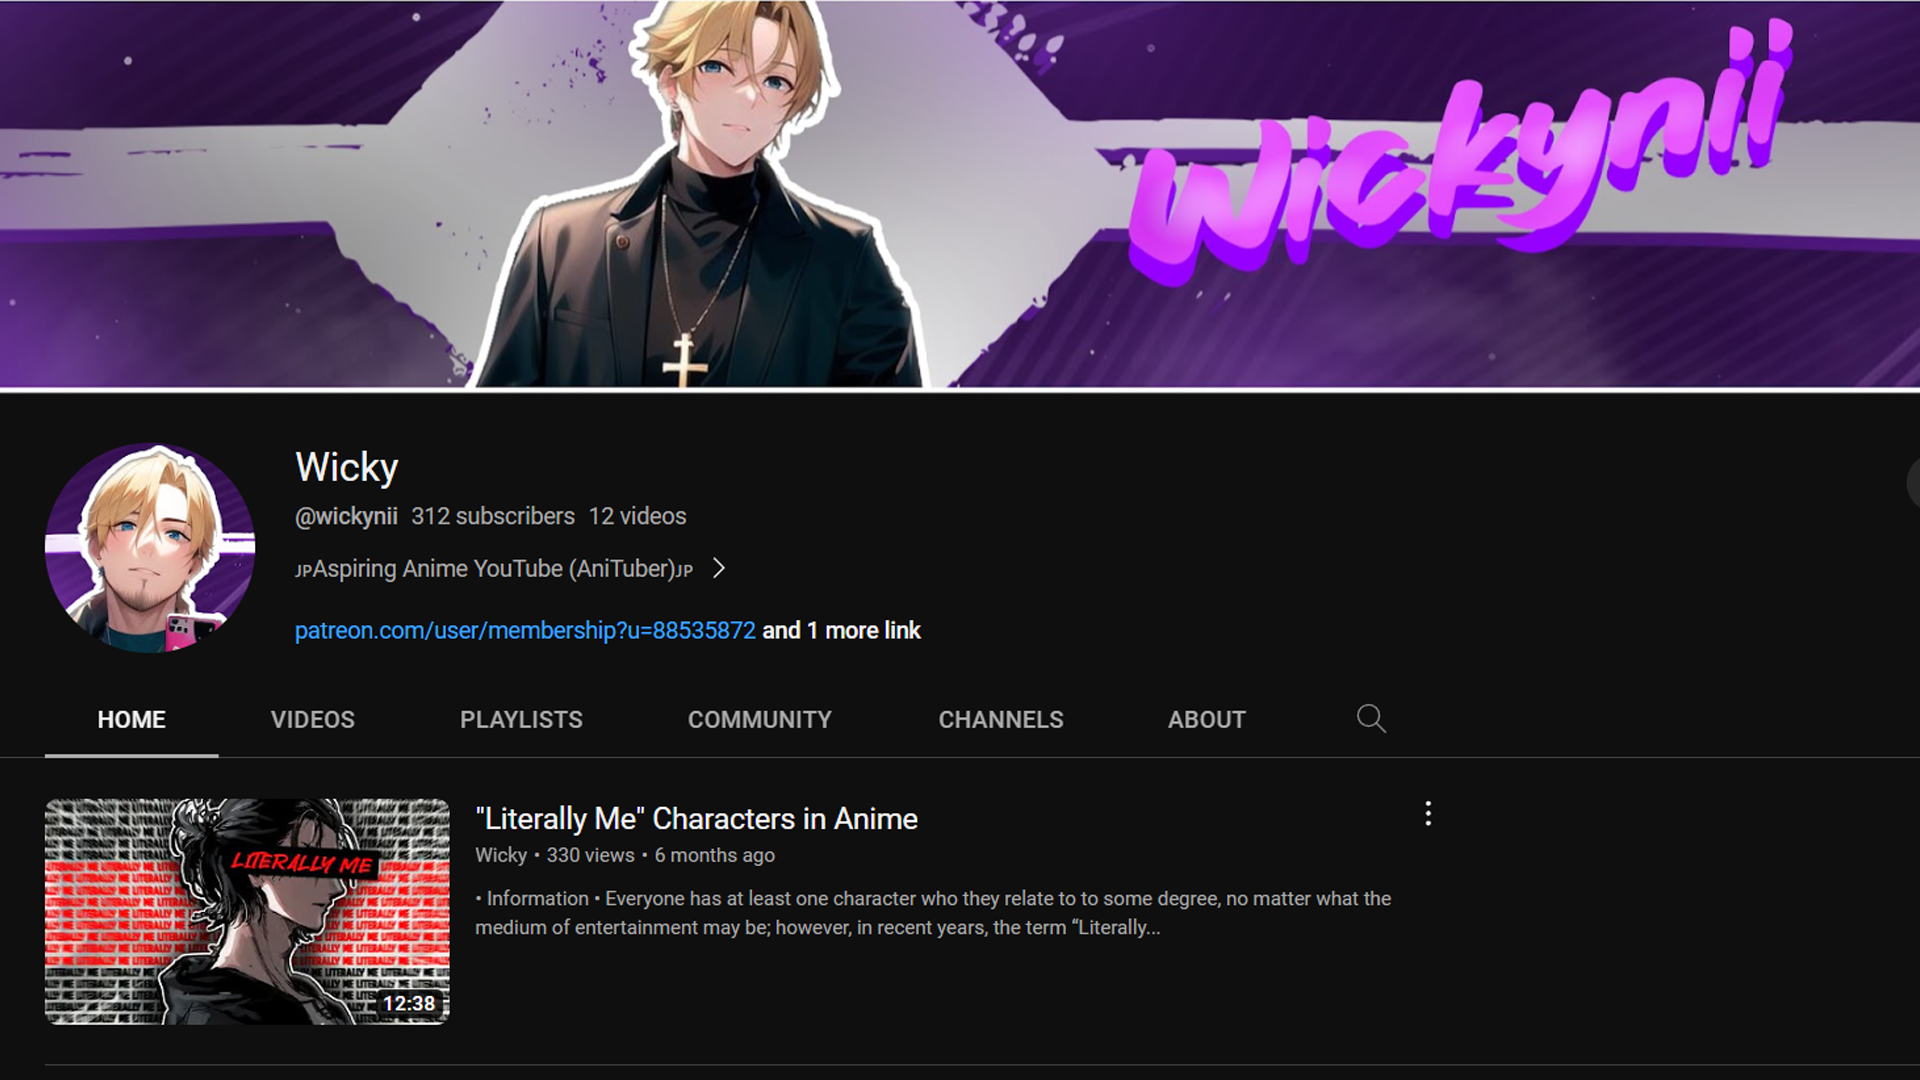 Wickynii
Wicky
@wickynii 312 subscribers 12 videos
JPAspiring Anime YouTube (AniTuber)JP
patreon.com/user/membership?u=88535872 and 1 more link
HOME VIDEOS PLAYLISTS COMMUNITY CHANNELS ABOUT
LITERALLY ME
12:38
"Literally Me" Characters in Anime
Wicky • 330 views • 6 months ago
• Information • Everyone has at least one character who they relate to to some degree, no matter what the
medium of entertainment may be; however, in recent years, the term “Literally...